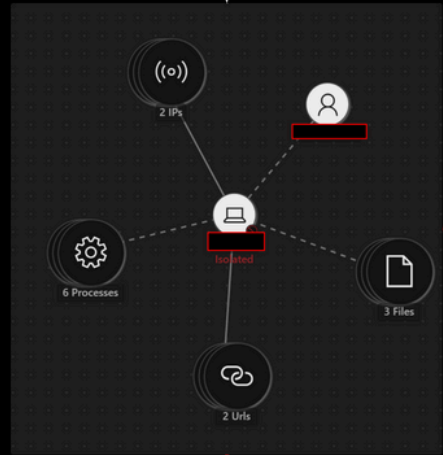 2 IPs
Isolated
6 Processes
3 Files
2 Urls